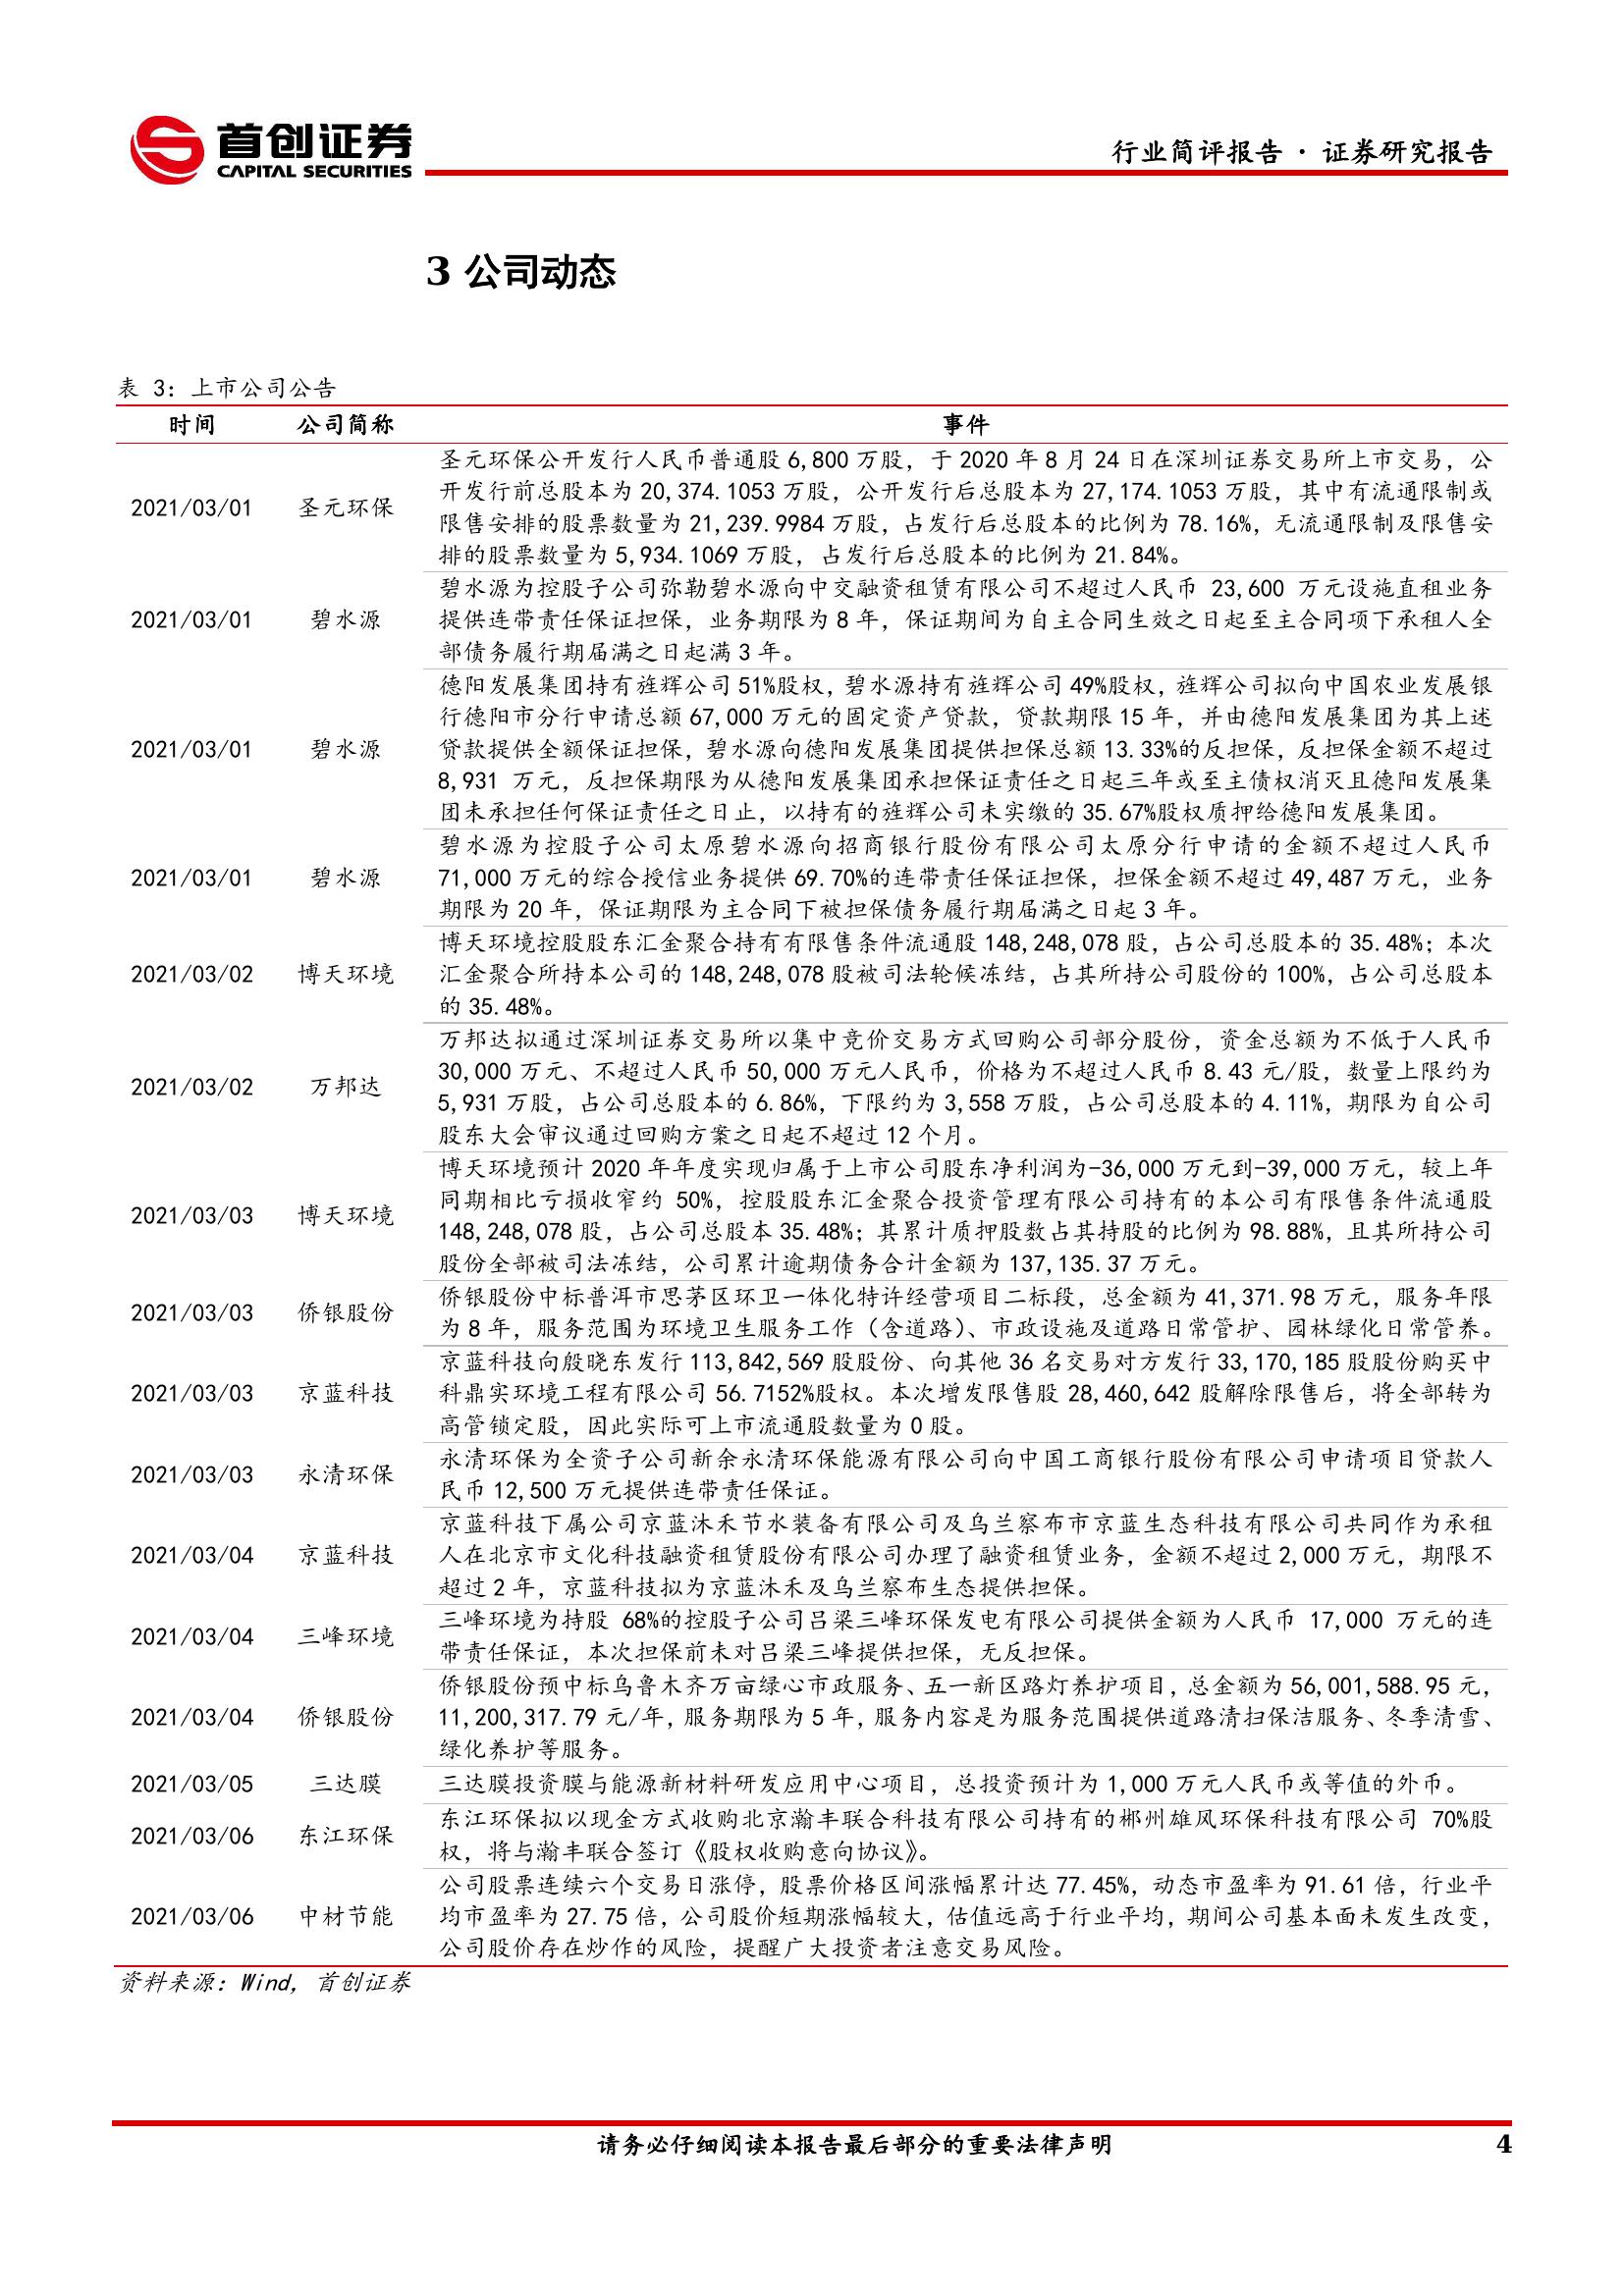 首创证券
CAPITAL SECURITIES
行业简评报告 · 证券研究报告
3 公司动态
表 3：上市公司公告
时间 公司简称 事件
圣元环保公开发行人民币普通股 6,800 万股，于 2020 年 8 月 24 日在深圳证券交易所上市交易，公
开发行前总股本为 20,374.1053 万股，公开发行后总股本为 27,174.1053 万股，其中有流通限制或
2021/03/01 圣元环保 限售安排的股票数量为 21,239.9984 万股，占发行后总股本的比例为 78.16%，无流通限制及限售安
排的股票数量为 5,934.1069 万股，占发行后总股本的比例为 21.84%。
碧水源为控股子公司弥勒碧水源向中交融资租赁有限公司不超过人民币 23,600 万元设施直租业务
2021/03/01 碧水源 提供连带责任保证担保，业务期限为 8 年，保证期间为自主合同生效之日起至主合同项下承租人全
部债务履行期届满之日起满 3 年。
德阳发展集团持有旌辉公司 51%股权，碧水源持有旌辉公司 49%股权，旌辉公司拟向中国农业发展银
行德阳市分行申请总额 67,000 万元的固定资产贷款，贷款期限 15 年，并由德阳发展集团为其上述
2021/03/01 碧水源 贷款提供全额保证担保，碧水源向德阳发展集团提供担保总额 13.33%的反担保，反担保金额不超过
8,931 万元，反担保期限为从德阳发展集团承担保证责任之日起三年或至主债权消灭且德阳发展集
团未承担任何保证责任之日止，以持有的旌辉公司未实缴的 35.67%股权质押给德阳发展集团。
碧水源为控股子公司太原碧水源向招商银行股份有限公司太原分行申请的金额不超过人民币
2021/03/01 碧水源 71,000 万元的综合授信业务提供 69.70%的连带责任保证担保，担保金额不超过 49,487 万元，业务
期限为 20 年，保证期限为主合同下被担保债务履行期届满之日起 3 年。
博天环境控股股东汇金聚合持有有限售条件流通股 148,248,078 股，占公司总股本的 35.48%；本次
2021/03/02 博天环境 汇金聚合所持本公司的 148,248,078 股被司法轮候冻结，占其所持公司股份的 100%，占公司总股本
的 35.48%。
万邦达拟通过深圳证券交易所以集中竞价交易方式回购公司部分股份，资金总额为不低于人民币
30,000 万元、不超过人民币 50,000 万元人民币，价格为不超过人民币 8.43 元/股，数量上限约为
2021/03/02 万邦达 5,931 万股，占公司总股本的 6.86%，下限约为 3,558 万股，占公司总股本的 4.11%，期限为自公司
股东大会审议通过回购方案之日起不超过 12 个月。
博天环境预计 2020 年年度实现归属于上市公司股东净利润为-36,000 万元到-39,000 万元，较上年
同期相比亏损收窄约 50%，控股股东汇金聚合投资管理有限公司持有的本公司有限售条件流通股
2021/03/03 博天环境 148,248,078 股，占公司总股本 35.48%；其累计质押股数占其持股的比例为 98.88%，且其所持公司
股份全部被司法冻结，公司累计逾期债务合计金额为 137,135.37 万元。
2021/03/03 侨银股份 侨银股份中标普洱市思茅区环卫一体化特许经营项目二标段，总金额为 41,371.98 万元，服务年限
为 8 年，服务范围为环境卫生服务工作（含道路）、市政设施及道路日常管护、园林绿化日常管养。
京蓝科技向殷晓东发行 113,842,569 股股份、向其他 36 名交易对方发行 33,170,185 股股份购买中
2021/03/03 京蓝科技 科鼎实环境工程有限公司 56.7152%股权。本次增发限售股 28,460,642 股解除限售后，将全部转为
高管锁定股，因此实际可上市流通股数量为 0 股。
2021/03/03 永清环保 永清环保为全资子公司新余永清环保能源有限公司向中国工商银行股份有限公司申请项目贷款人
民币 12,500 万元提供连带责任保证。
京蓝科技下属公司京蓝沐禾节水装备有限公司及乌兰察布市京蓝生态科技有限公司共同作为承租
2021/03/04 京蓝科技 人在北京市文化科技融资租赁股份有限公司办理了融资租赁业务，金额不超过 2,000 万元，期限不
超过 2 年，京蓝科技拟为京蓝沐禾及乌兰察布生态提供担保。
2021/03/04 三峰环境 三峰环境为持股 68%的控股子公司吕梁三峰环保发电有限公司提供金额为人民币 17,000 万元的连
带责任保证，本次担保前未对吕梁三峰提供担保，无反担保。
侨银股份预中标乌鲁木齐万亩绿心市政服务、五一新区路灯养护项目，总金额为 56,001,588.95 元，
2021/03/04 侨银股份 11,200,317.79 元/年，服务期限为 5 年，服务内容是为服务范围提供道路清扫保洁服务、冬季清雪、
绿化养护等服务。
2021/03/05 三达膜 三达膜投资膜与能源新材料研发应用中心项目，总投资预计为 1,000 万元人民币或等值的外币。
2021/03/06 东江环保 东江环保拟以现金方式收购北京瀚丰联合科技有限公司持有的郴州雄风环保科技有限公司 70%股
权，将与瀚丰联合签订《股权收购意向协议》。
公司股票连续六个交易日涨停，股票价格区间涨幅累计达 77.45%，动态市盈率为 91.61 倍，行业平
2021/03/06 中材节能 均市盈率为 27.75 倍，公司股价短期涨幅较大，估值远高于行业平均，期间公司基本面未发生改变，
公司股价存在炒作的风险，提醒广大投资者注意交易风险。
资料来源：Wind，首创证券
请务必仔细阅读本报告最后部分的重要法律声明 4